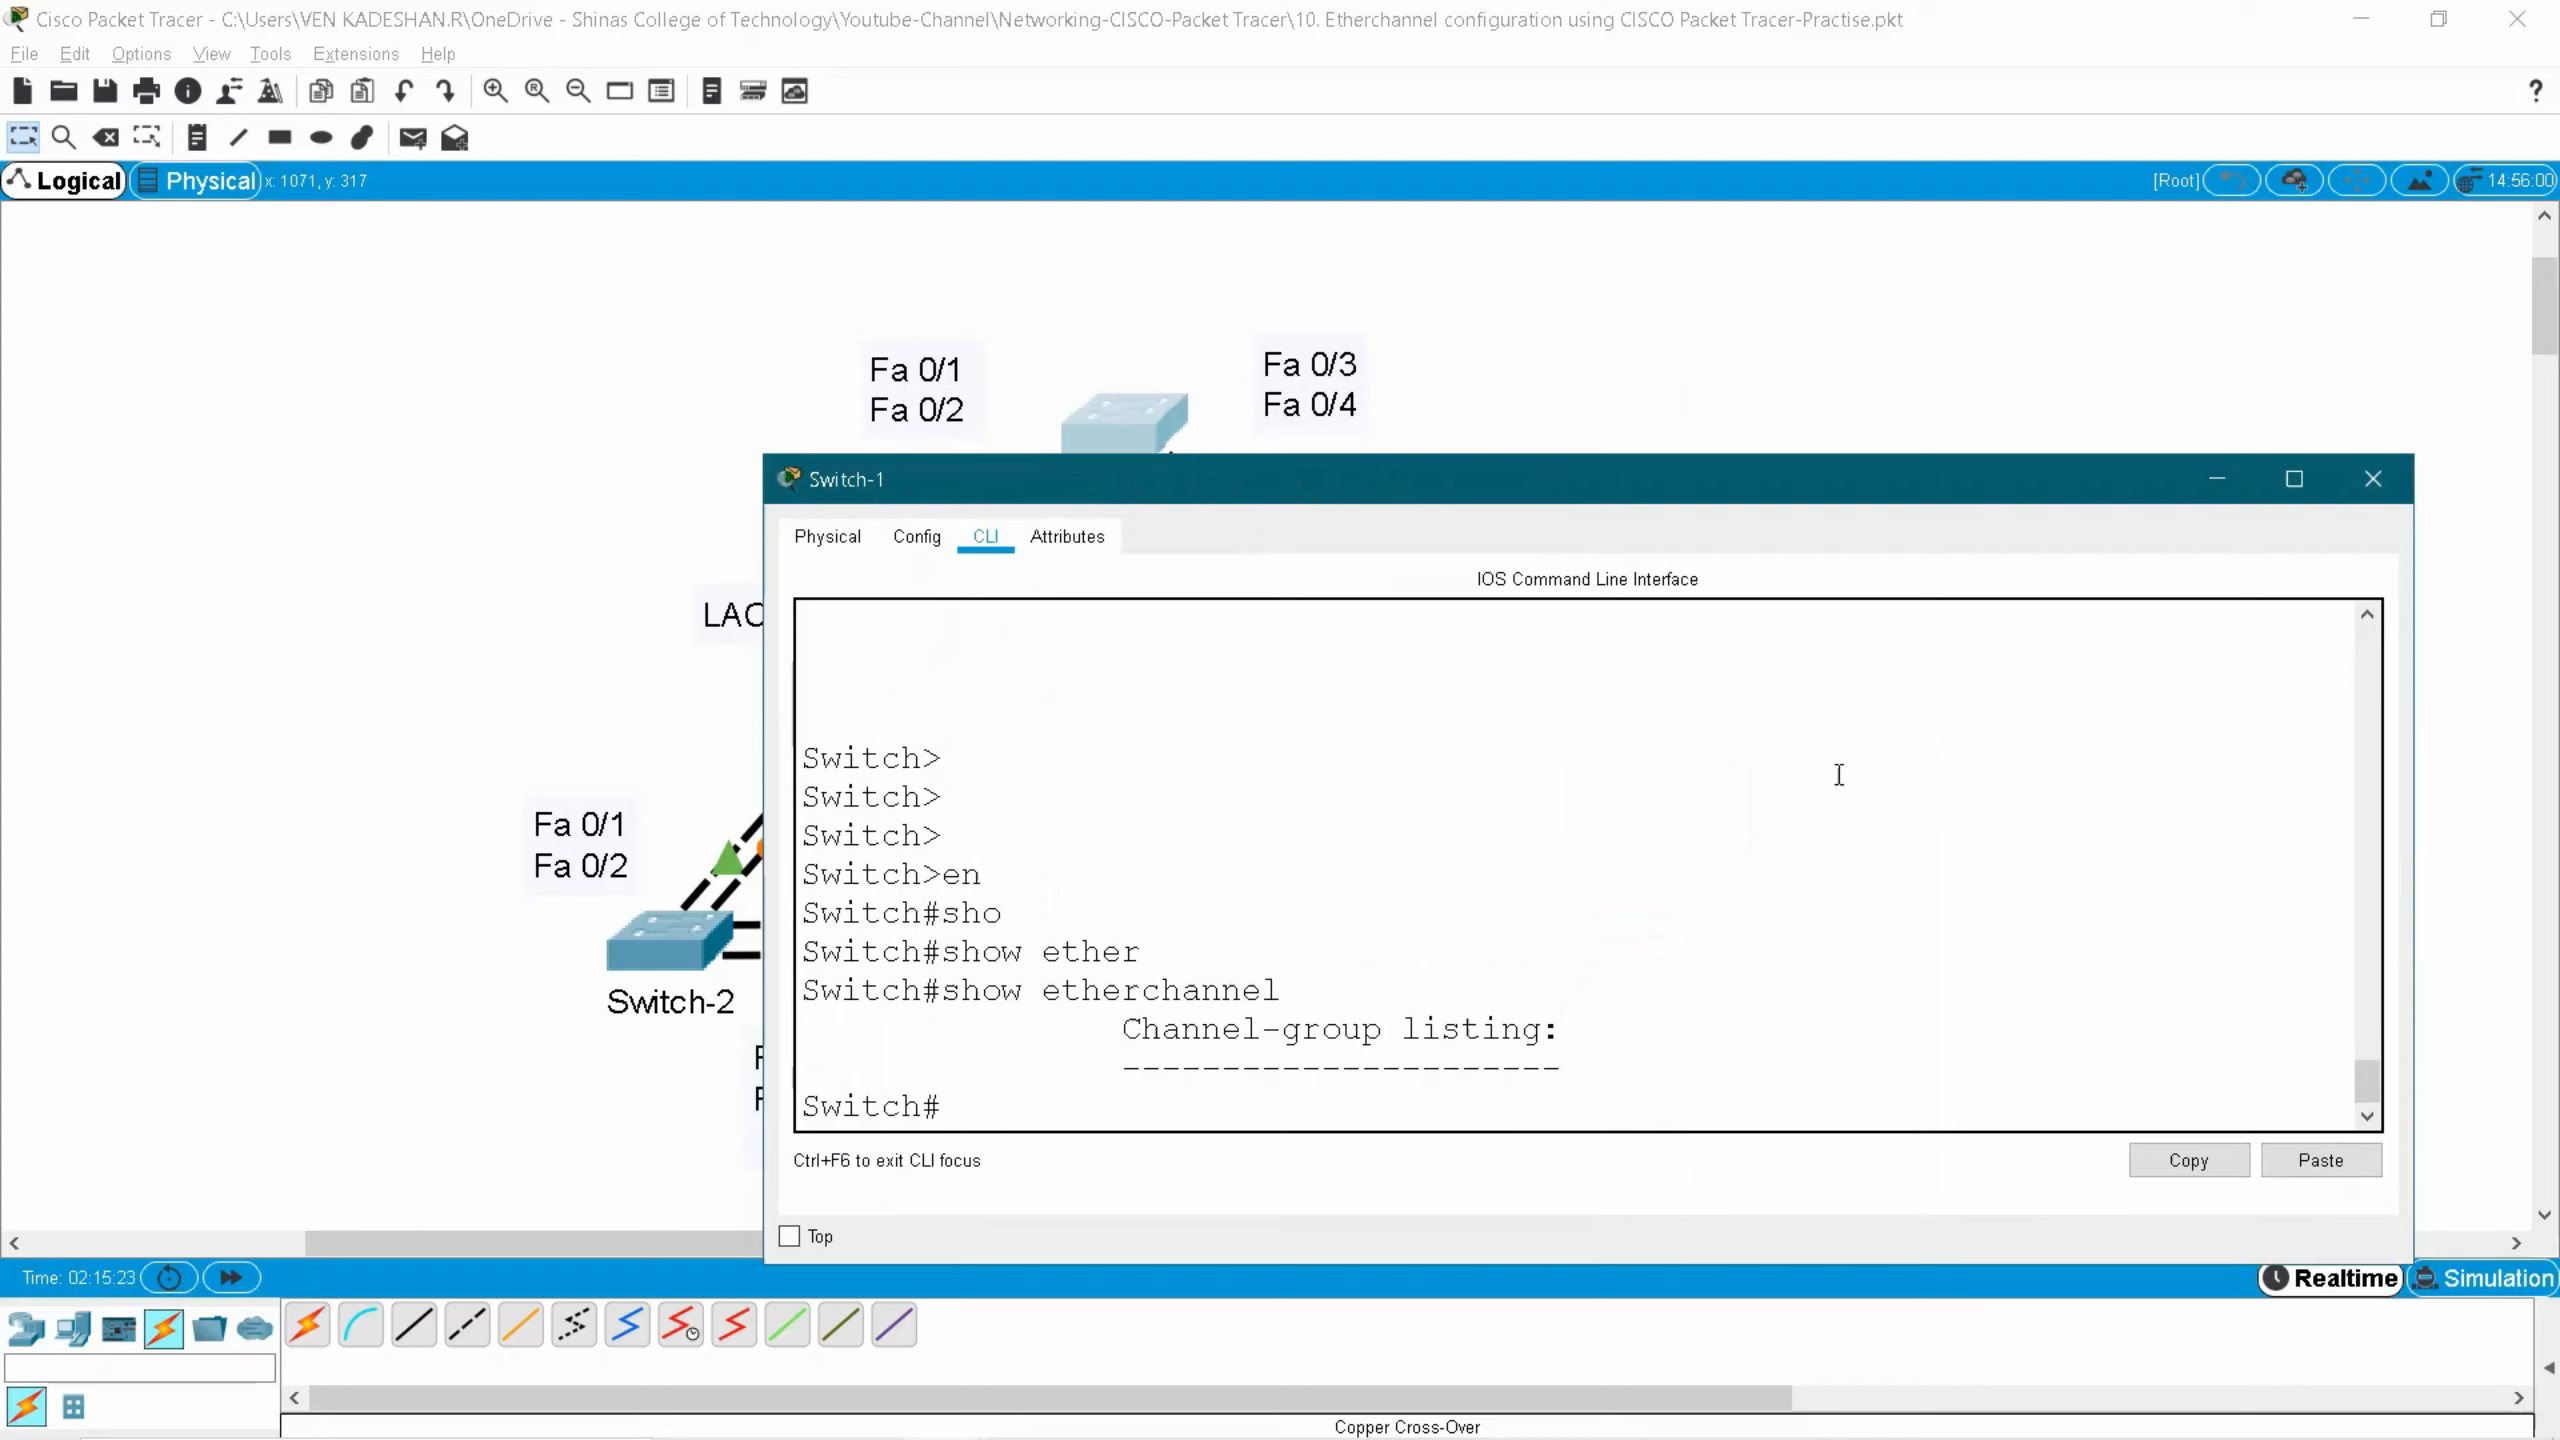 Cisco Packet Tracer - C:\Users\VEN KADESHAN.R\OneDrive - Shinas College of Technology\Youtube-Channel\Networking-CISCO-Packet Tracer\10. Etherchannel configuration using CISCO Packet Tracer-Practise.pkt
File Edit Options View Tools Extensions Help
?
Logical Physical x: 1071, y: 317 [Root] 14:56:00
Fa 0/1
Fa 0/2
Fa 0/3
Fa 0/4
Switch-1
Physical Config CLI Attributes
IOS Command Line Interface
LAC
Switch>
Switch>
Switch>
Switch>en
Switch#sho
Switch#show ether
Switch#show etherchannel
Channel-group listing:
----------------------
Switch#
Fa 0/1
Fa 0/2
Switch-2
F
F
Ctrl+F6 to exit CLI focus
Copy Paste
Top
Time: 02:15:23 Realtime Simulation
Copper Cross-Over